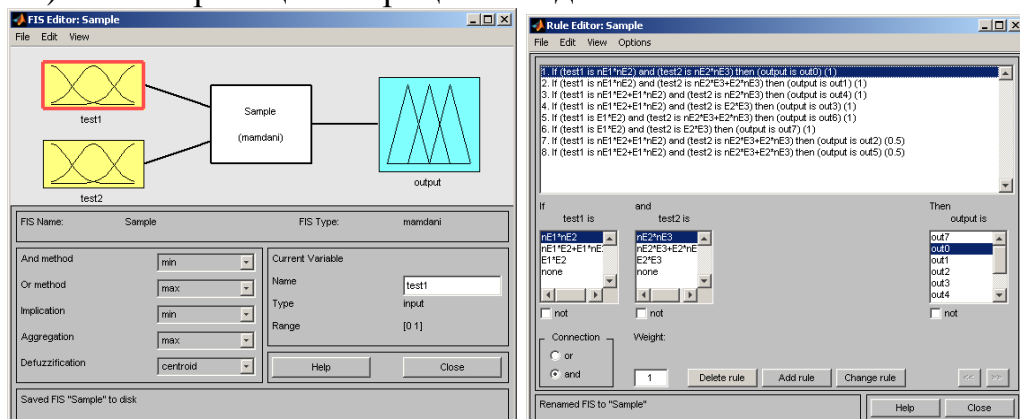 FIS Editor: Sample
File Edit View
test1
test2
Sample
(mamdani)
output
FIS Name: Sample FIS Type: mamdani
And method min
Or method max
Implication min
Aggregation max
Defuzzification centroid
Current Variable
Name test1
Type input
Range [0 1]
Help Close
Saved FIS "Sample" to disk
Rule Editor: Sample
File Edit View Options
1. If (test1 is nE1*nE2) and (test2 is nE2*nE3) then (output is out0) (1)
2. If (test1 is nE1*nE2) and (test2 is nE2*E3+E2*nE3) then (output is out1) (1)
3. If (test1 is nE1*E2+E1*nE2) and (test2 is nE2*nE3) then (output is out4) (1)
4. If (test1 is nE1*E2+E1*nE2) and (test2 is E2*E3) then (output is out3) (1)
5. If (test1 is E1*E2) and (test2 is nE2*E3+E2*nE3) then (output is out6) (1)
6. If (test1 is E1*E2) and (test2 is E2*E3) then (output is out7) (1)
7. If (test1 is nE1*E2+E1*nE2) and (test2 is nE2*E3+E2*nE3) then (output is out2) (0.5)
8. If (test1 is nE1*E2+E1*nE2) and (test2 is nE2*E3+E2*nE3) then (output is out5) (0.5)
If and Then
test1 is test2 is output is
nE1*nE2
nE1*E2+E1*nE
E1*E2
none
nE2*nE3
nE2*E3+E2*nE
E2*E3
none
out7
out0
out1
out2
out3
out4
not not not
Connection
or
and
Weight:
1
Delete rule Add rule Change rule << >>
Renamed FIS to "Sample"
Help Close